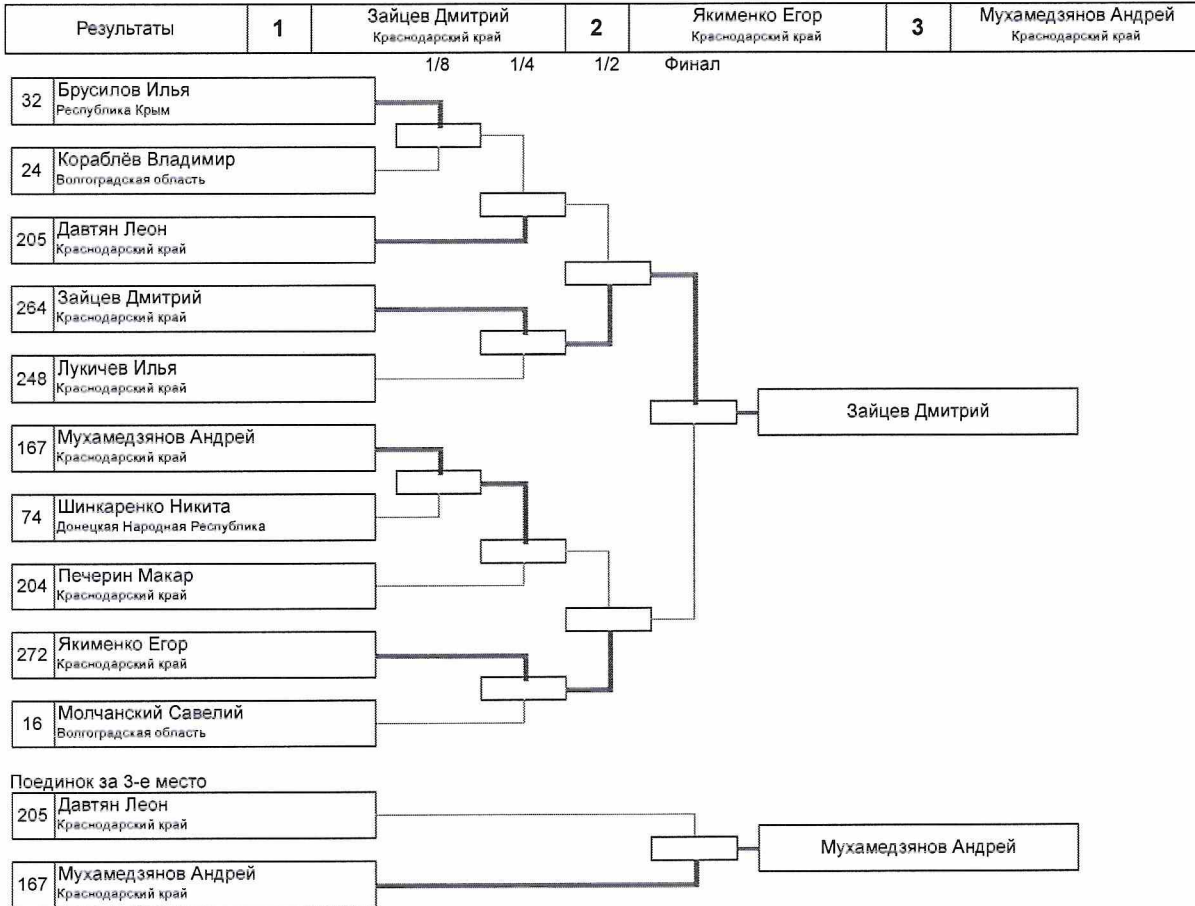 Результаты 1 Зайцев Дмитрий 2 Якименко Егор 3 Мухамедзянов Андрей
Краснодарский край Краснодарский край Краснодарский край
1/8 1/4 1/2 Финал
32 Брусилов Илья
Республика Крым
24 Кораблёв Владимир
Волгоградская область
205 Давтян Леон
Краснодарский край
264 Зайцев Дмитрий
Краснодарский край
248 Лукичев Илья
Краснодарский край
Зайцев Дмитрий
167 Мухамедзянов Андрей
Краснодарский край
74 Шинкаренко Никита
Донецкая Народная Республика
204 Печерин Макар
Краснодарский край
272 Якименко Егор
Краснодарский край
16 Молчанский Савелий
Волгоградская область
Поединок за 3-е место
205 Давтян Леон
Краснодарский край
Мухамедзянов Андрей
167 Мухамедзянов Андрей
Краснодарский край